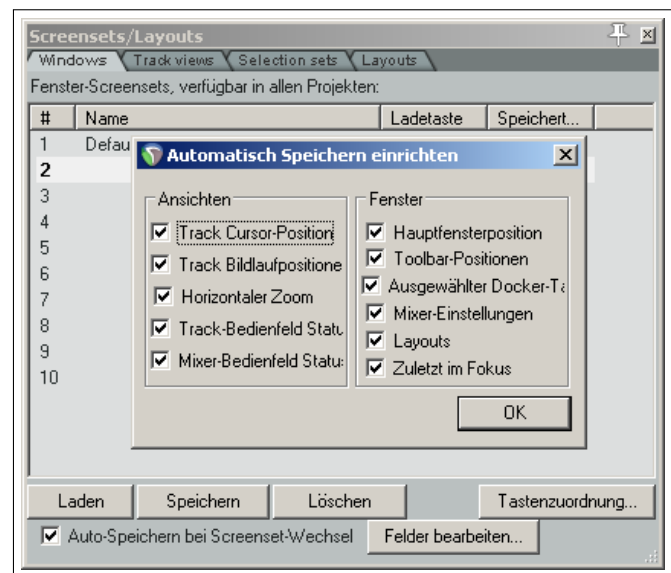 Screensets/Layouts
Windows Track views Selection sets Layouts
Fenster-Screensets, verfügbar in allen Projekten:
# Name Ladetaste Speichert...
1 Defau
2
3
4
5
6
7
8
9
10
Automatisch Speichern einrichten
Ansichten
Track Cursor-Position
Track Bildlaufpositione
Horizontaler Zoom
Track-Bedienfeld Statu
Mixer-Bedienfeld Statu
Fenster
Hauptfensterposition
Toolbar-Positionen
Ausgewählter Docker-Ta
Mixer-Einstellungen
Layouts
Zuletzt im Fokus
OK
Laden Speichern Löschen Tastenzuordnung...
Auto-Speichern bei Screenset-Wechsel Felder bearbeiten...